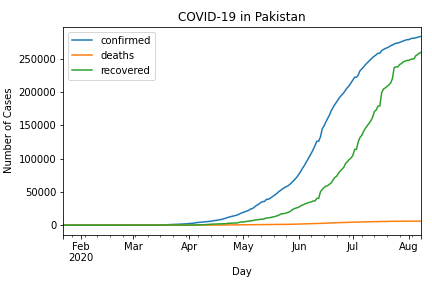 COVID-19 in Pakistan
confirmed
deaths
recovered
Number of Cases
250000
200000
150000
100000
50000
0
Feb Mar Apr May Jun Jul Aug
2020
Day